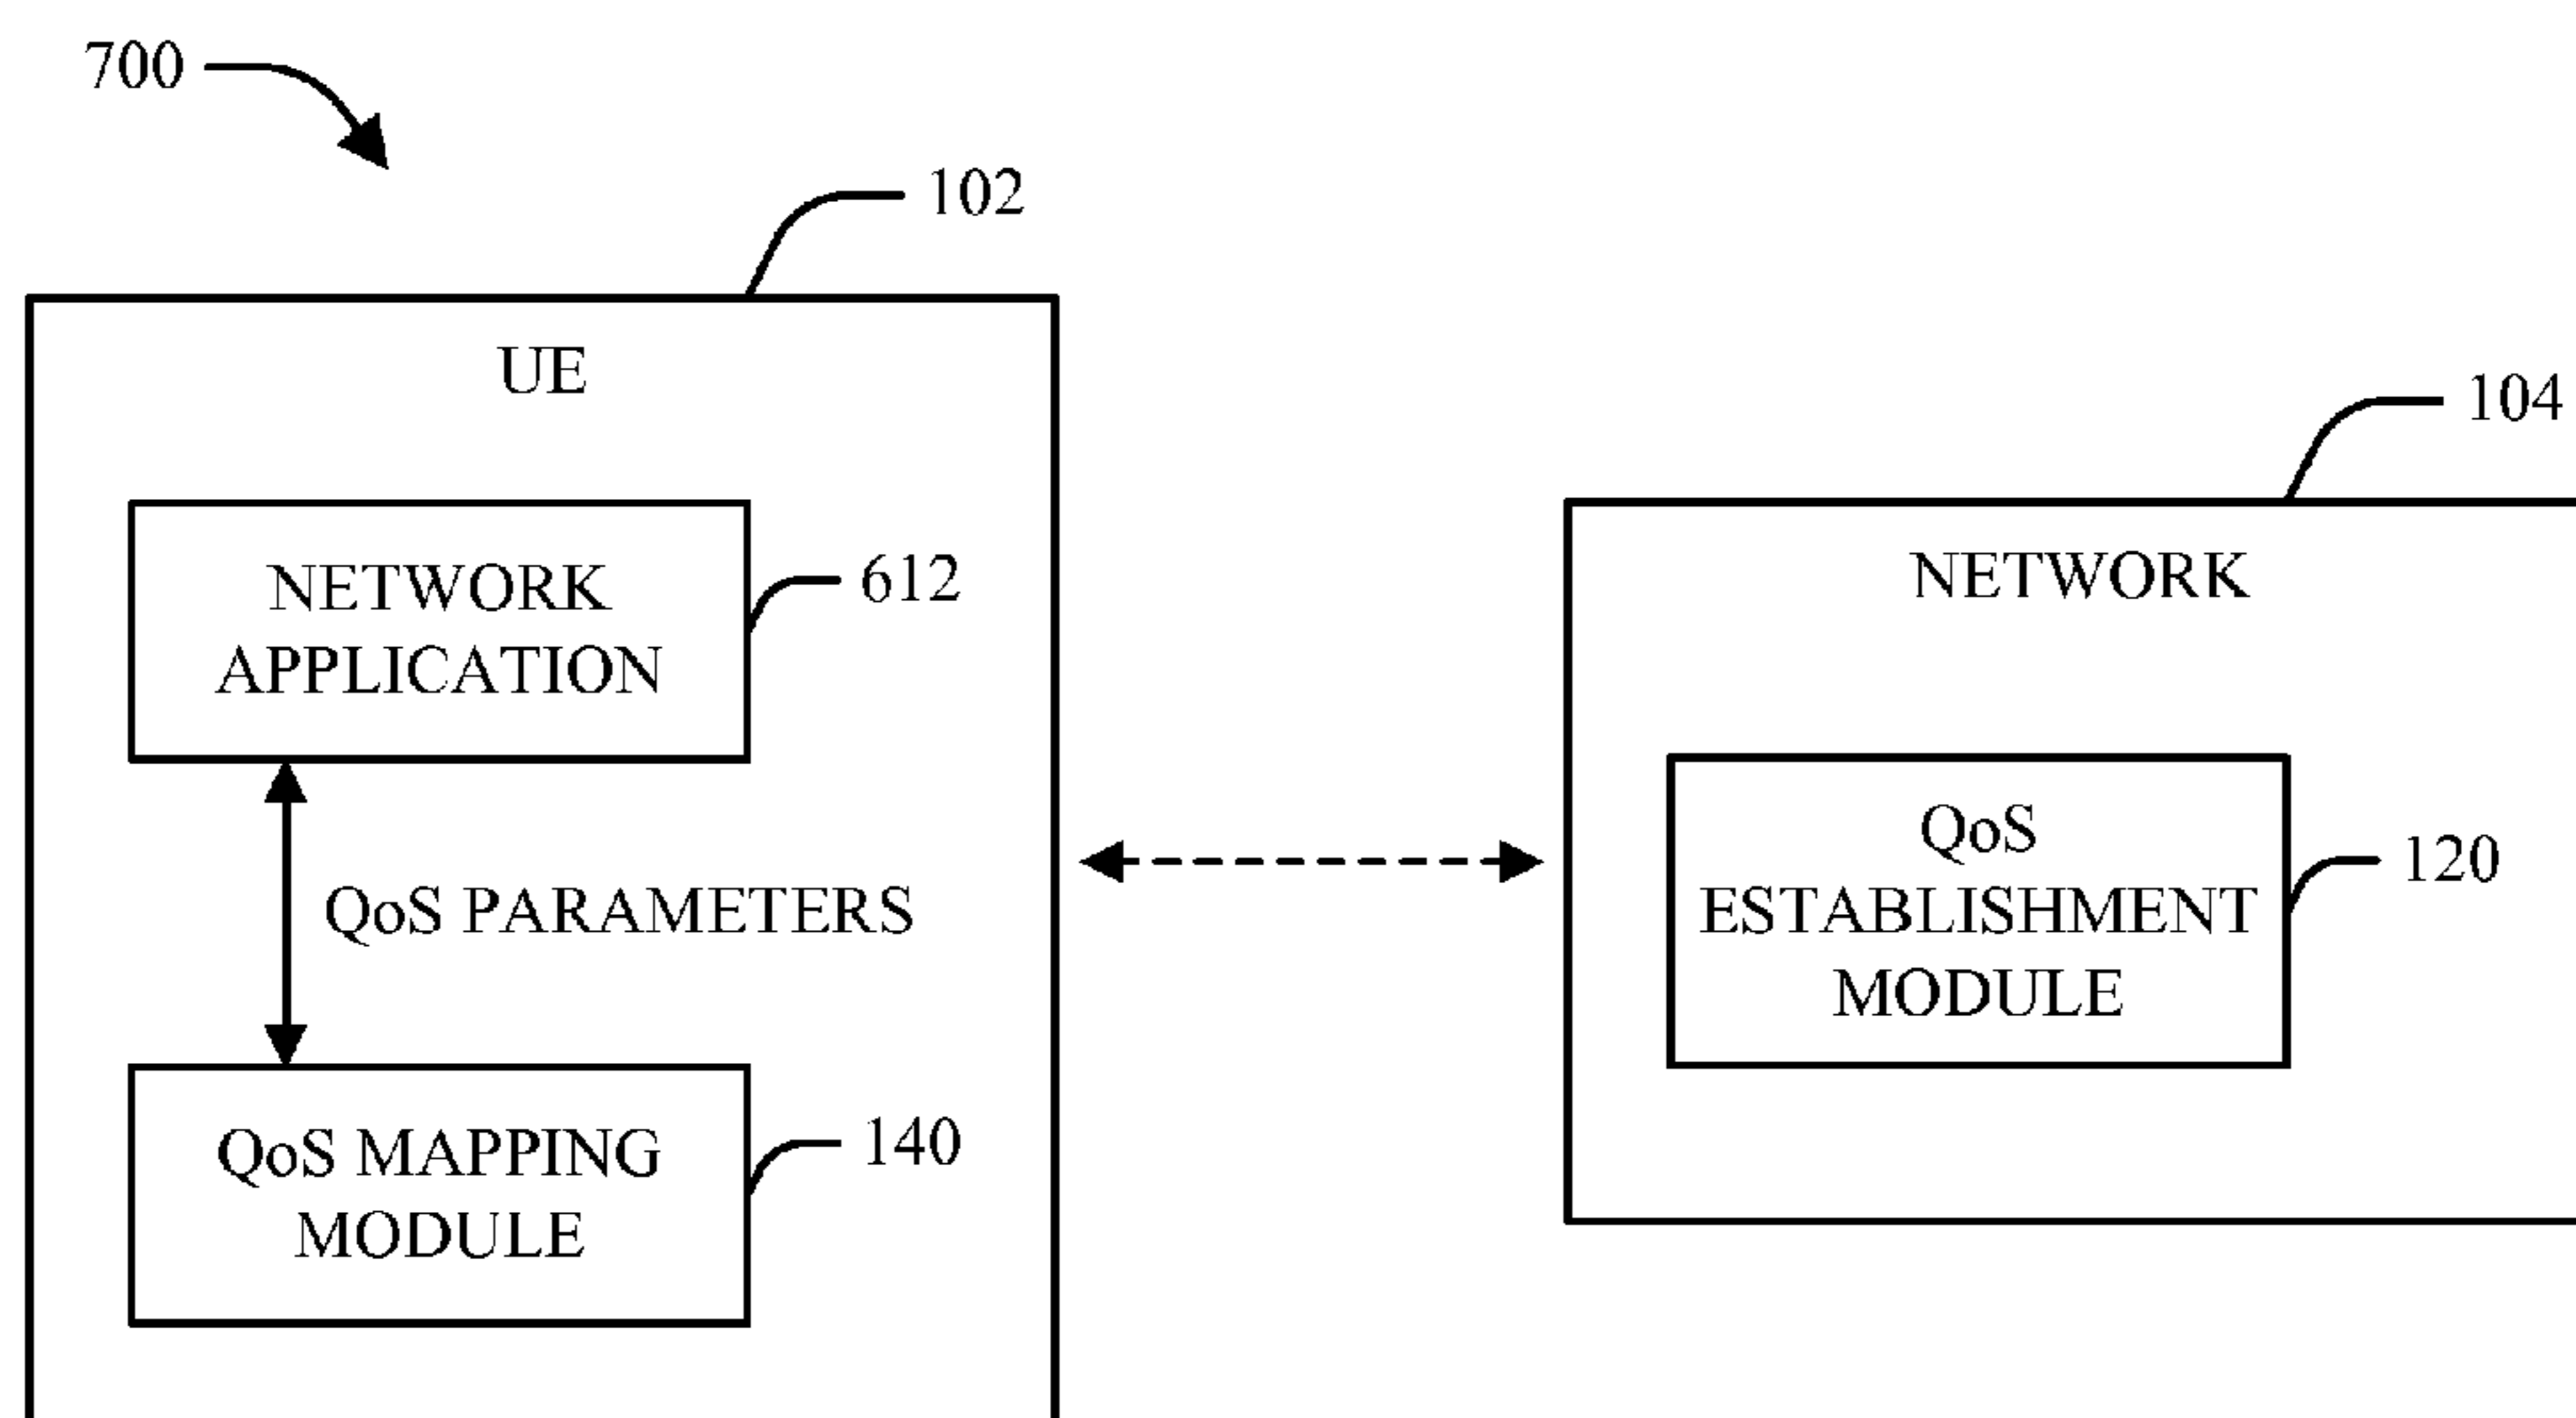 700
102
UE
104
NETWORK
APPLICATION
612
NETWORK
QoS
ESTABLISHMENT
MODULE
120
QoS PARAMETERS
QoS MAPPING
MODULE
140